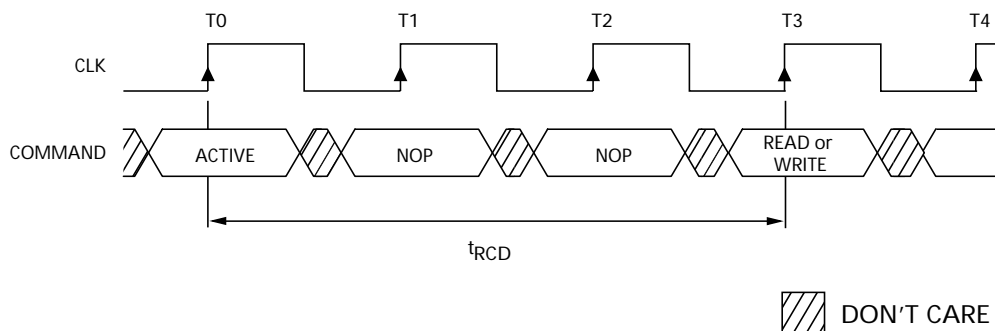 T0 T1 T2 T3 T4
CLK
COMMAND ACTIVE NOP NOP READ or
WRITE
tRCD
DON'T CARE